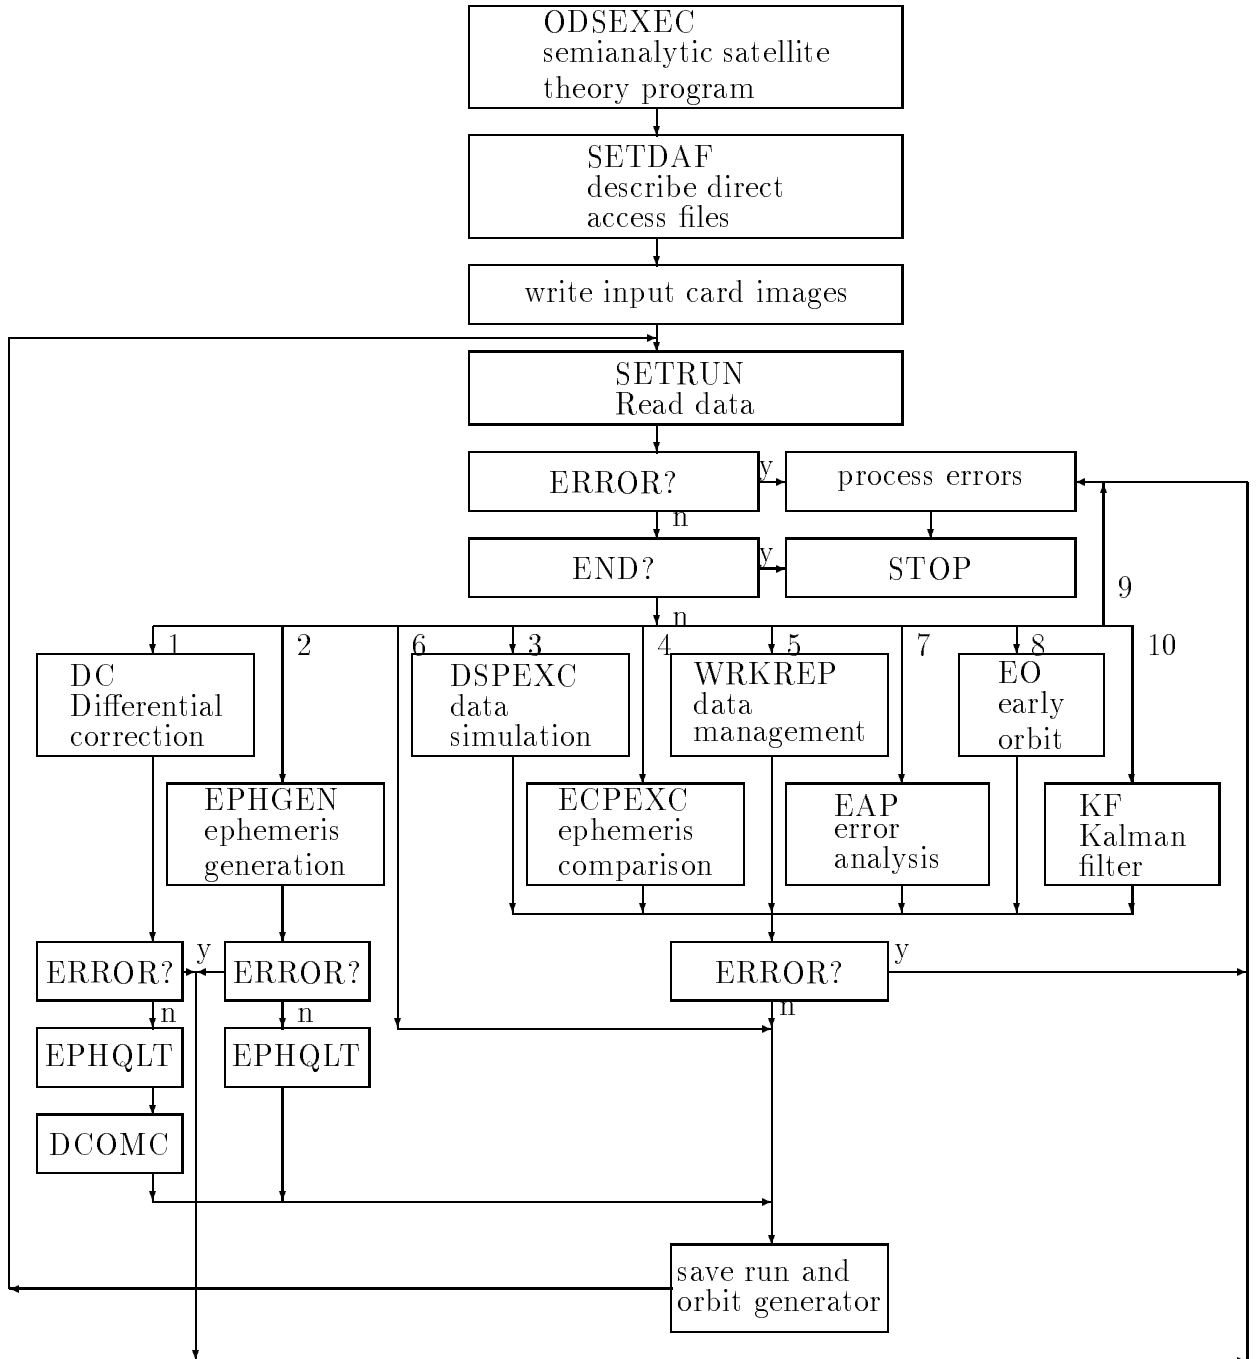 ODSEXEC
semianalytic satellite
theory program
SETDAF
describe direct
access files
write input card images
SETRUN
Read data
ERROR?
y
process errors
n
END?
y
STOP
9
n
1
2
6
3
4
5
7
8
10
DC
Differential
correction
DSPEXC
data
simulation
WRKREP
data
management
EO
early
orbit
EPHGEN
ephemeris
generation
ECPEXC
ephemeris
comparison
EAP
error
analysis
KF
Kalman
filter
ERROR?
y
ERROR?
ERROR?
y
n
n
n
EPHQLT
EPHQLT
DCOMC
save run and
orbit generator